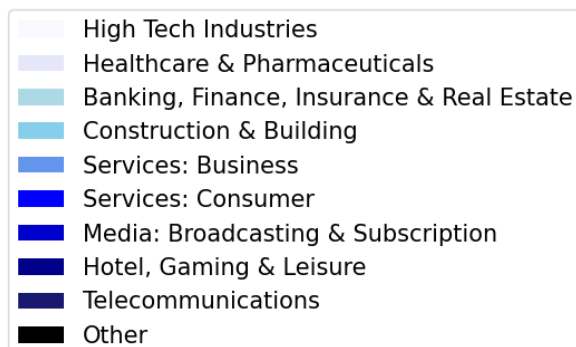 High Tech Industries
Healthcare & Pharmaceuticals
Banking, Finance, Insurance & Real Estate
Construction & Building
Services: Business
Services: Consumer
Media: Broadcasting & Subscription
Hotel, Gaming & Leisure
Telecommunications
Other